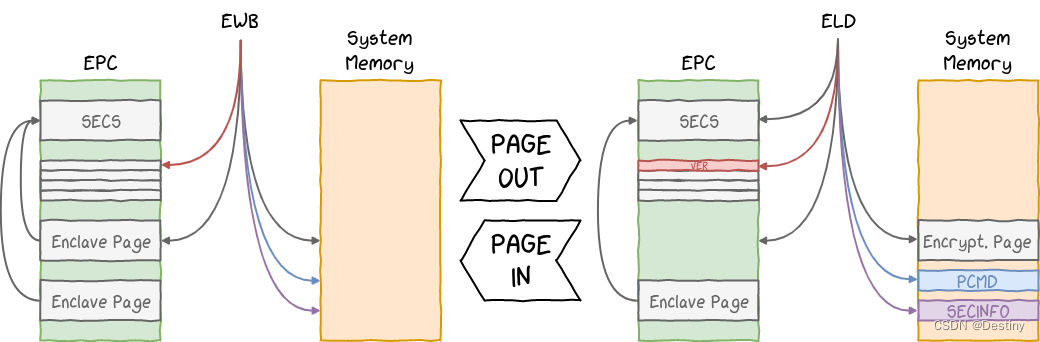 EWB
System
Memory
EPC
SECS
Enclave Page
Enclave Page
PAGE
OUT
PAGE
IN
ELD
System
Memory
EPC
SECS
VER
Enclave Page
Encrypt. Page
PCMD
SECINFO
CSDN @Destiny